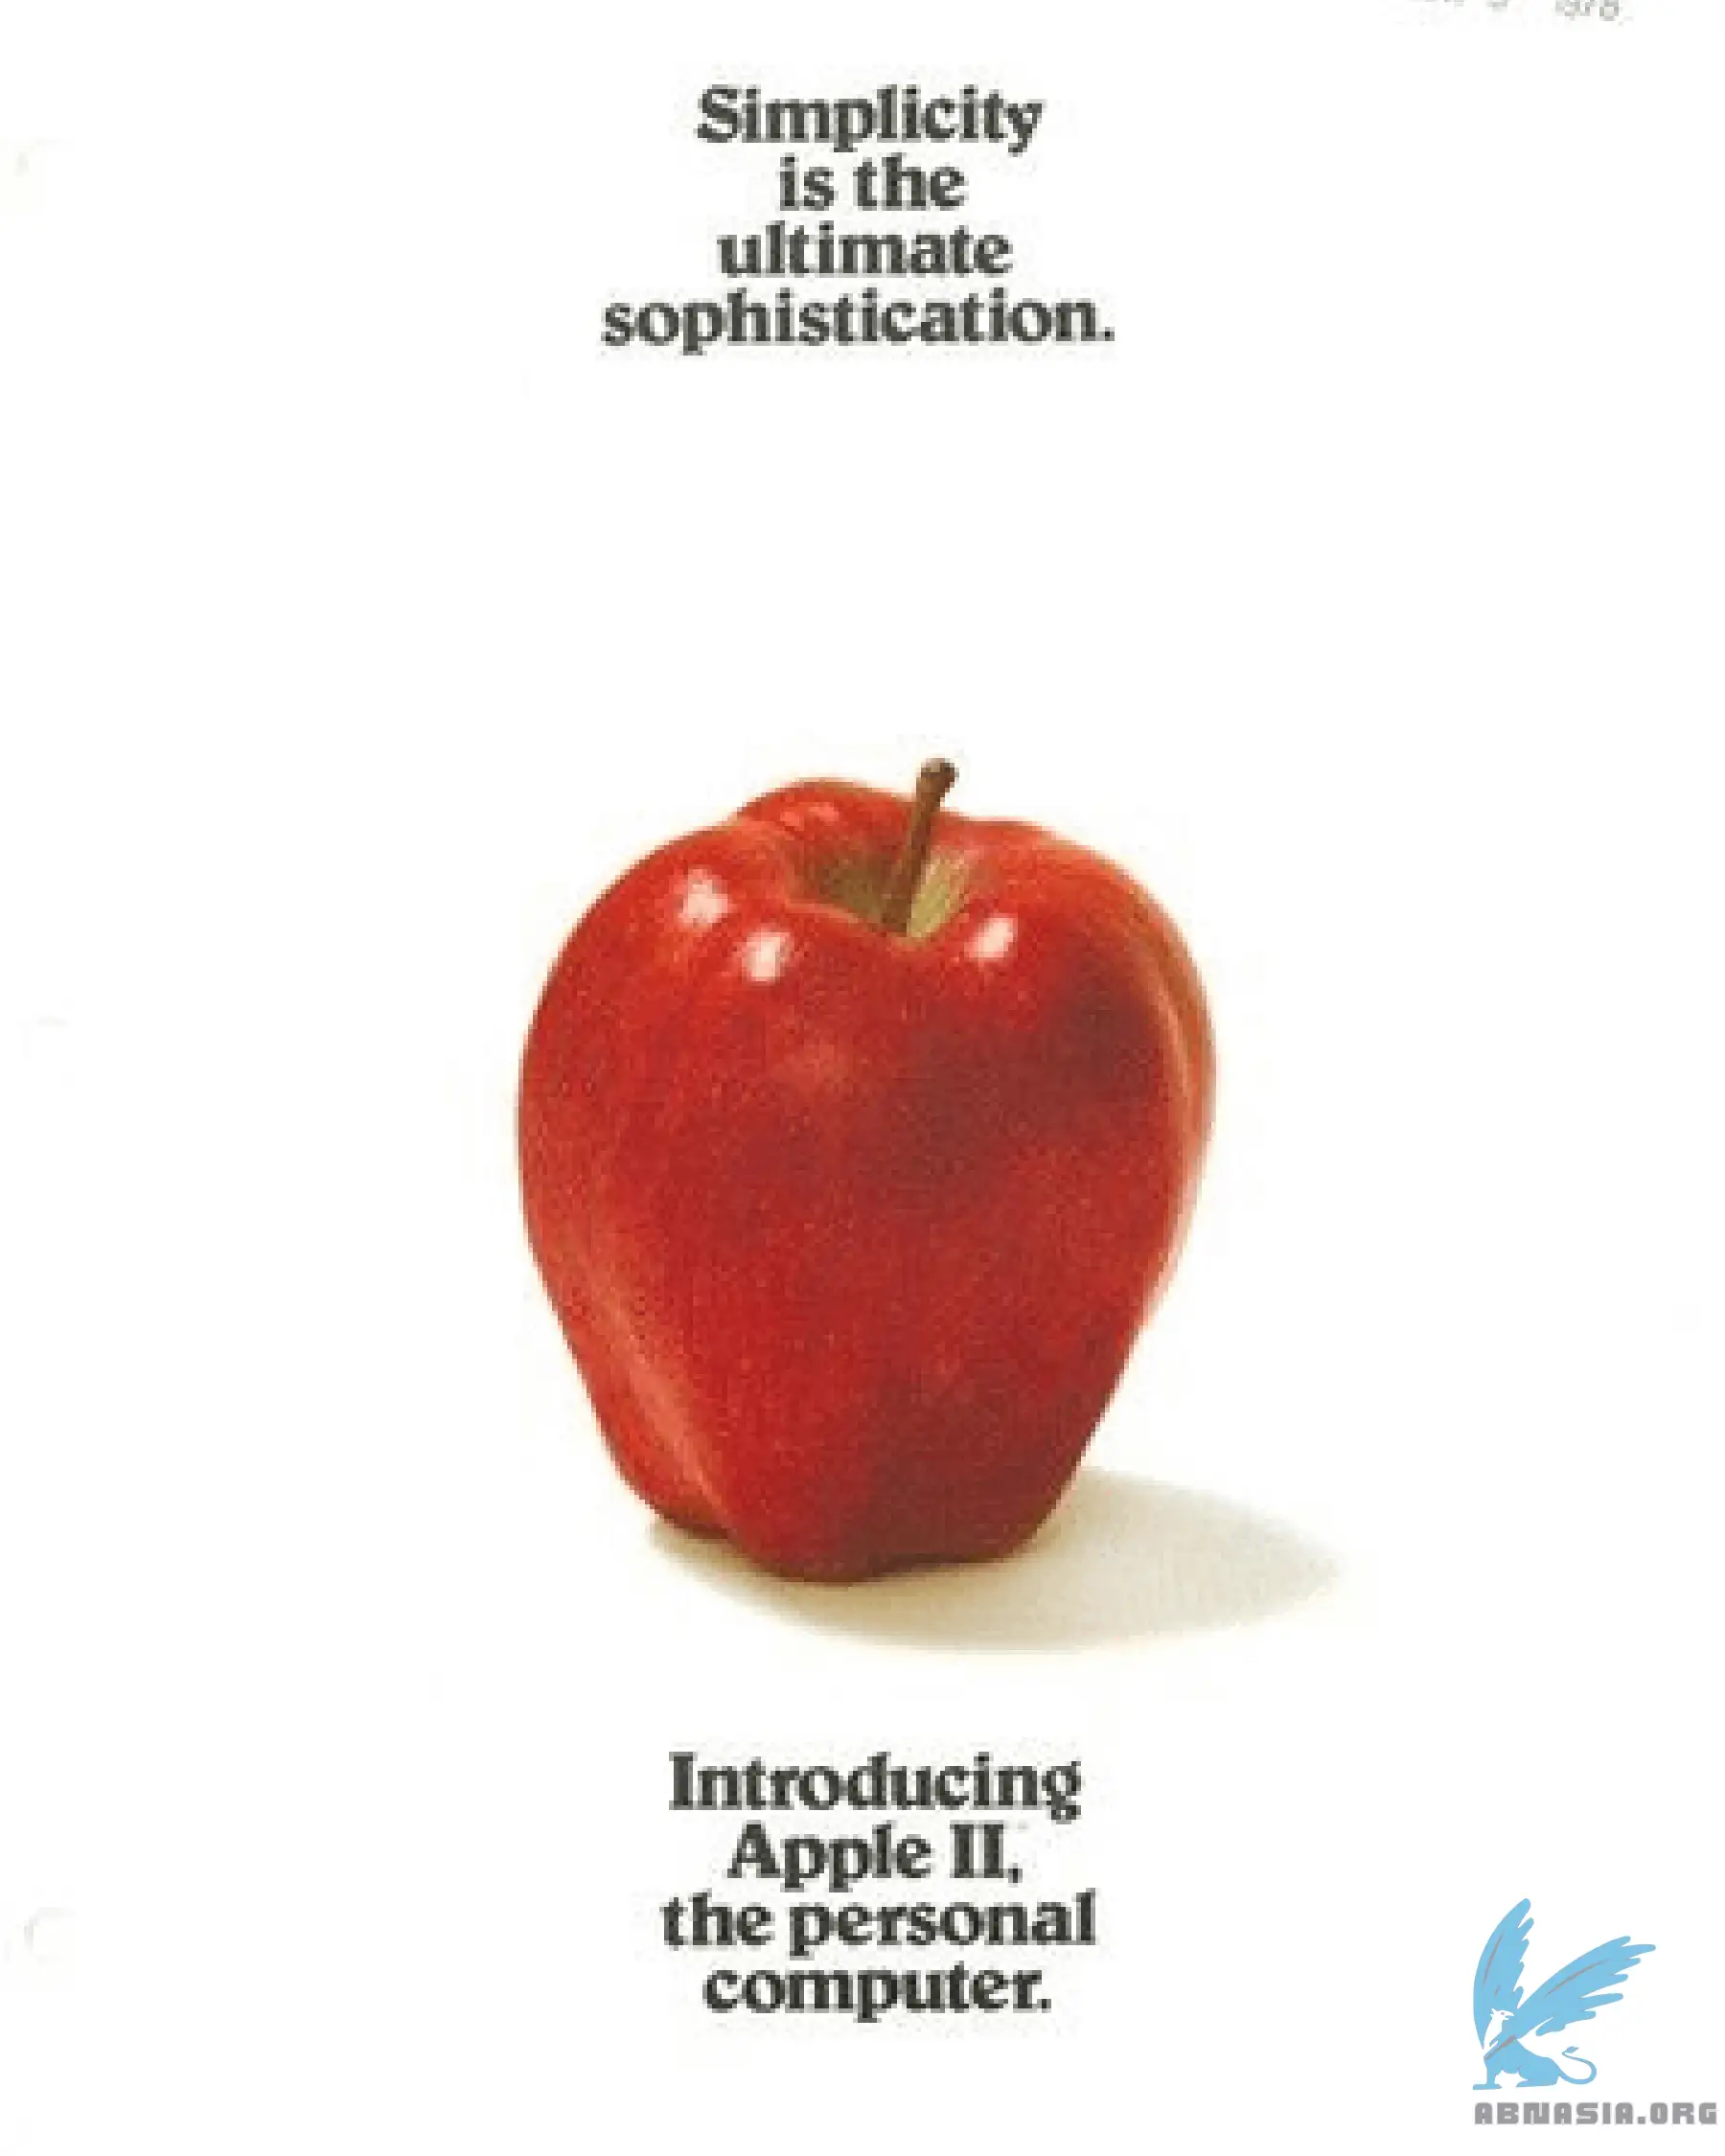 Simplicity
is the
ultimate
sophistication.
Introducing
Apple II,
the personal
computer.
ABNASIA.ORG